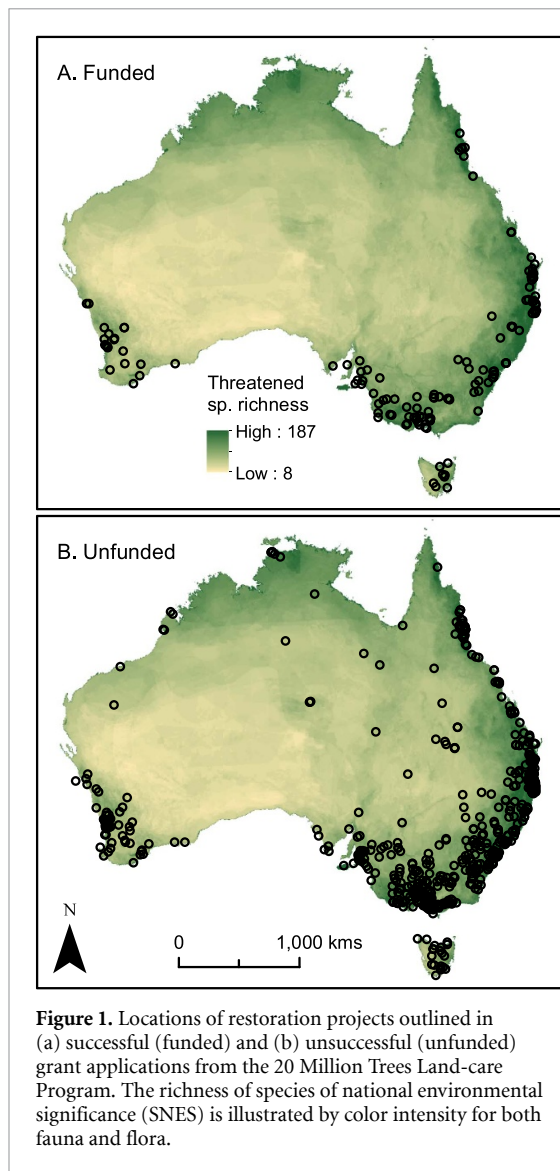 A. Funded
Threatened
sp. richness
High : 187
Low : 8
B. Unfunded
N
0 1,000 kms
Figure 1. Locations of restoration projects outlined in
(a) successful (funded) and (b) unsuccessful (unfunded)
grant applications from the 20 Million Trees Land-care
Program. The richness of species of national environmental
significance (SNES) is illustrated by color intensity for both
fauna and flora.